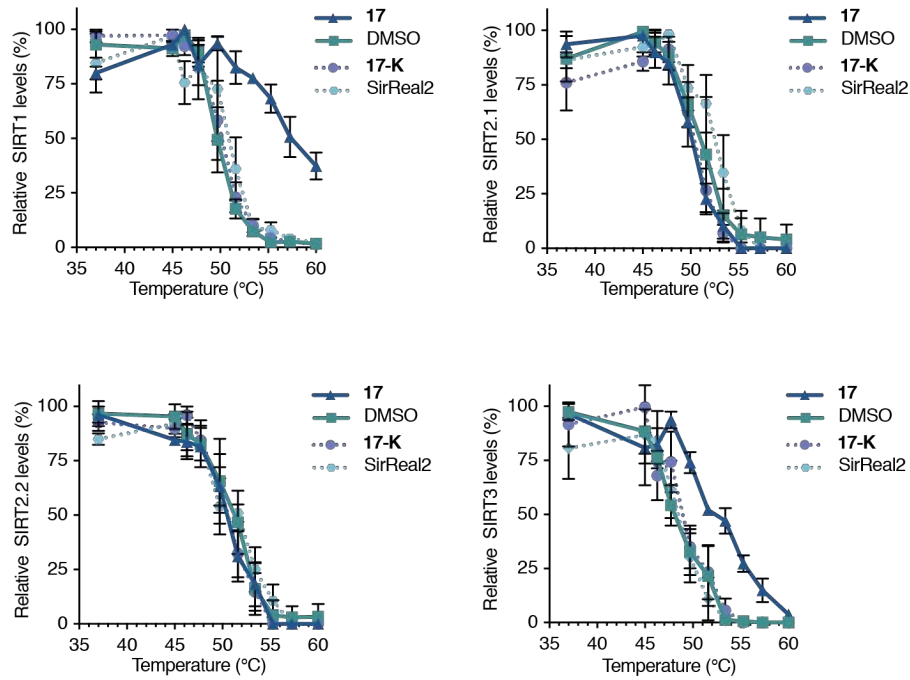 Relative SIRT1 levels (%)
100
75
50
25
0
35 40 45 50 55 60
Temperature (°C)
17
DMSO
17-K
SirReal2
Relative SIRT2.1 levels (%)
100
75
50
25
0
35 40 45 50 55 60
Temperature (°C)
17
DMSO
17-K
SirReal2
Relative SIRT2.2 levels (%)
100
75
50
25
0
35 40 45 50 55 60
Temperature (°C)
17
DMSO
17-K
SirReal2
Relative SIRT3 levels (%)
100
75
50
25
0
35 40 45 50 55 60
Temperature (°C)
17
DMSO
17-K
SirReal2